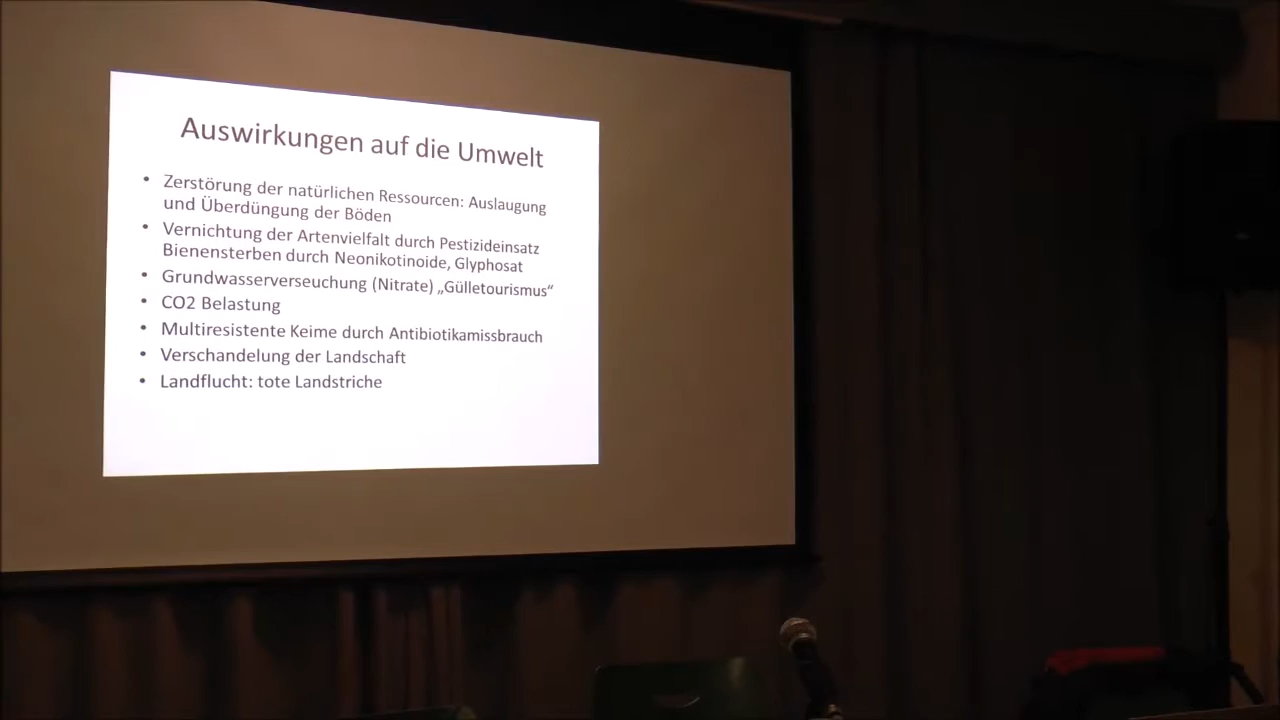 Auswirkungen auf die Umwelt
• Zerstörung der natürlichen Ressourcen: Auslaugung
und Überdüngung der Böden
• Vernichtung der Artenvielfalt durch Pestizideinsatz
Bienensterben durch Neonikotinoide, Glyphosat
• Grundwasserverseuchung (Nitrate) „Gülletourismus“
• CO2 Belastung
• Multiresistente Keime durch Antibiotikamissbrauch
• Verschandelung der Landschaft
• Landflucht: tote Landstriche